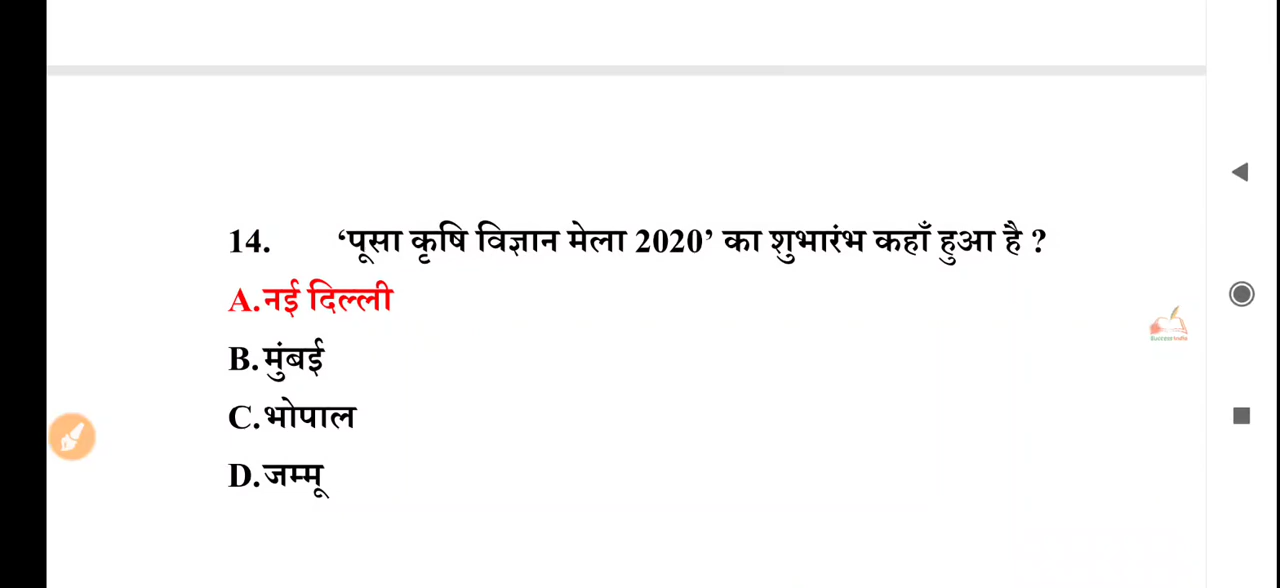 14. ‘पूसा कृषि विज्ञान मेला 2020’ का शुभारंभ कहाँ हुआ है ?
A.नई दिल्ली
B.मुंबई
C.भोपाल
D.जम्मू